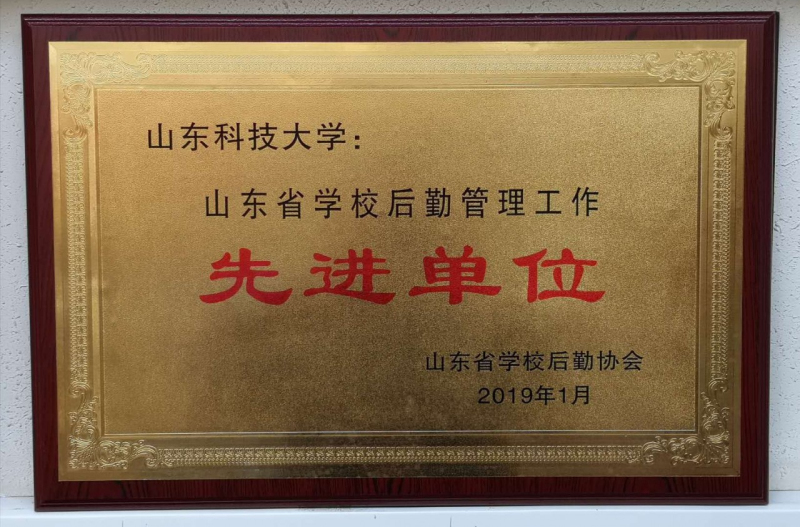 山东科技大学：
山东省学校后勤管理工作
先进单位
山东省学校后勤协会
2019年1月